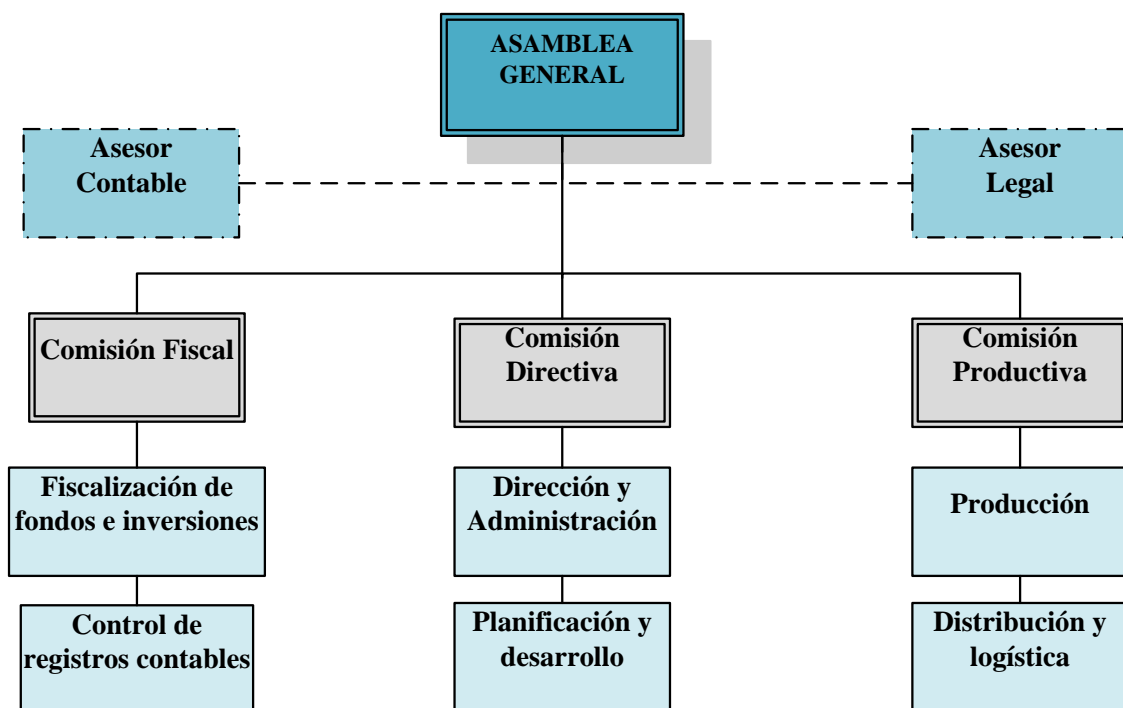 ASAMBLEA
GENERAL
Asesor
Contable
Asesor
Legal
Comisión Fiscal
Comisión
Directiva
Comisión
Productiva
Fiscalización de
fondos e inversiones
Dirección y
Administración
Producción
Control de
registros contables
Planificación y
desarrollo
Distribución y
logística